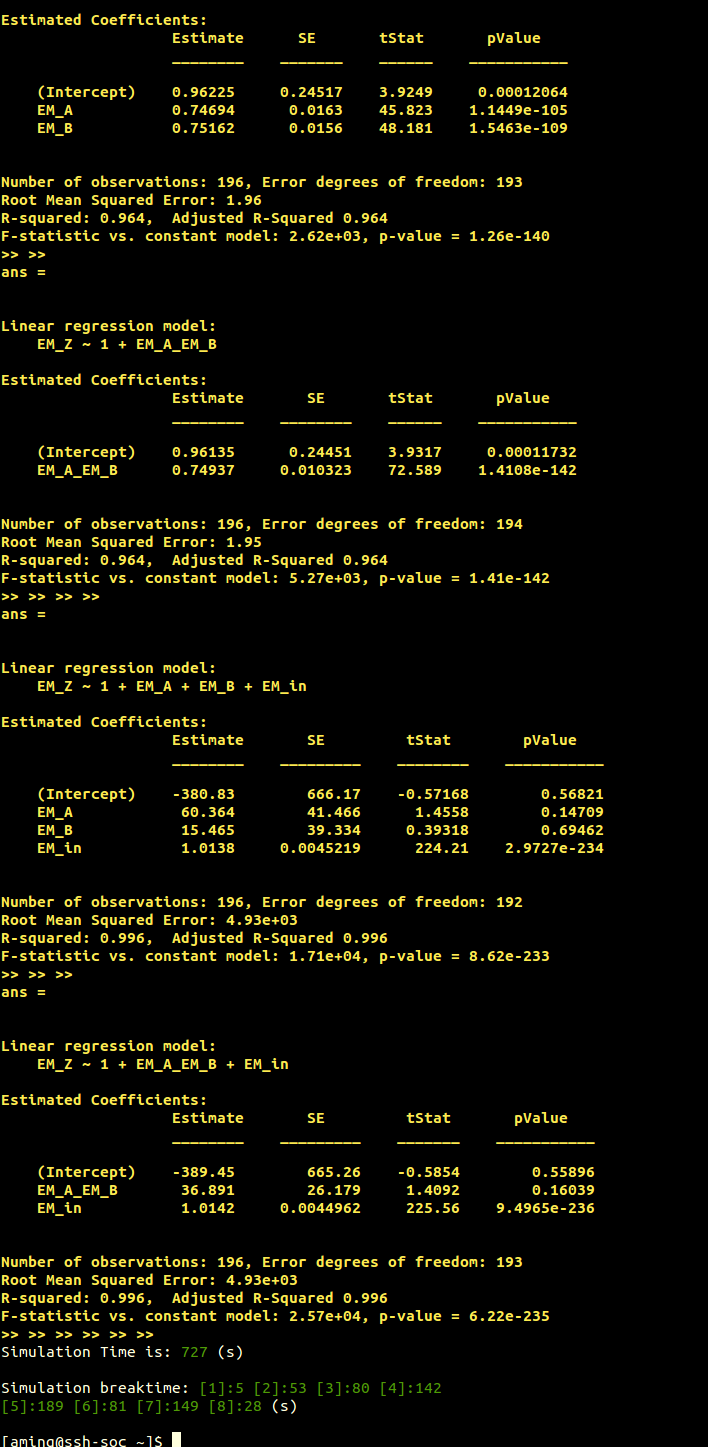 Estimated Coefficients:
Estimate SE tStat pValue
(Intercept) 0.96225 0.24517 3.9249 0.00012064
EM_A 0.74694 0.0163 45.823 1.1449e-105
EM_B 0.75162 0.0156 48.181 1.5463e-109
Number of observations: 196, Error degrees of freedom: 193
Root Mean Squared Error: 1.96
R-squared: 0.964, Adjusted R-Squared 0.964
F-statistic vs. constant model: 2.62e+03, p-value = 1.26e-140
>> >>
ans =
Linear regression model:
EM_Z ~ 1 + EM_A_EM_B
Estimated Coefficients:
Estimate SE tStat pValue
(Intercept) 0.96135 0.24451 3.9317 0.00011732
EM_A_EM_B 0.74937 0.010323 72.589 1.4108e-142
Number of observations: 196, Error degrees of freedom: 194
Root Mean Squared Error: 1.95
R-squared: 0.964, Adjusted R-Squared 0.964
F-statistic vs. constant model: 5.27e+03, p-value = 1.41e-142
>> >> >> >>
ans =
Linear regression model:
EM_Z ~ 1 + EM_A + EM_B + EM_in
Estimated Coefficients:
Estimate SE tStat pValue
(Intercept) -380.83 666.17 -0.57168 0.56821
EM_A 60.364 41.466 1.4558 0.14709
EM_B 15.465 39.334 0.39318 0.69462
EM_in 1.0138 0.0045219 224.21 2.9727e-234
Number of observations: 196, Error degrees of freedom: 192
Root Mean Squared Error: 4.93e+03
R-squared: 0.996, Adjusted R-Squared 0.996
F-statistic vs. constant model: 1.71e+04, p-value = 8.62e-233
>> >> >>
ans =
Linear regression model:
EM_Z ~ 1 + EM_A_EM_B + EM_in
Estimated Coefficients:
Estimate SE tStat pValue
(Intercept) -389.45 665.26 -0.5854 0.55896
EM_A_EM_B 36.891 26.179 1.4092 0.16039
EM_in 1.0142 0.0044962 225.56 9.4965e-236
Number of observations: 196, Error degrees of freedom: 193
Root Mean Squared Error: 4.93e+03
R-squared: 0.996, Adjusted R-Squared 0.996
F-statistic vs. constant model: 2.57e+04, p-value = 6.22e-235
>> >> >> >> >> >>
Simulation Time is: 727 (s)
Simulation breaktime: [1]:5 [2]:53 [3]:80 [4]:142
[5]:189 [6]:81 [7]:149 [8]:28 (s)
[aming@ssh-soc ~]$